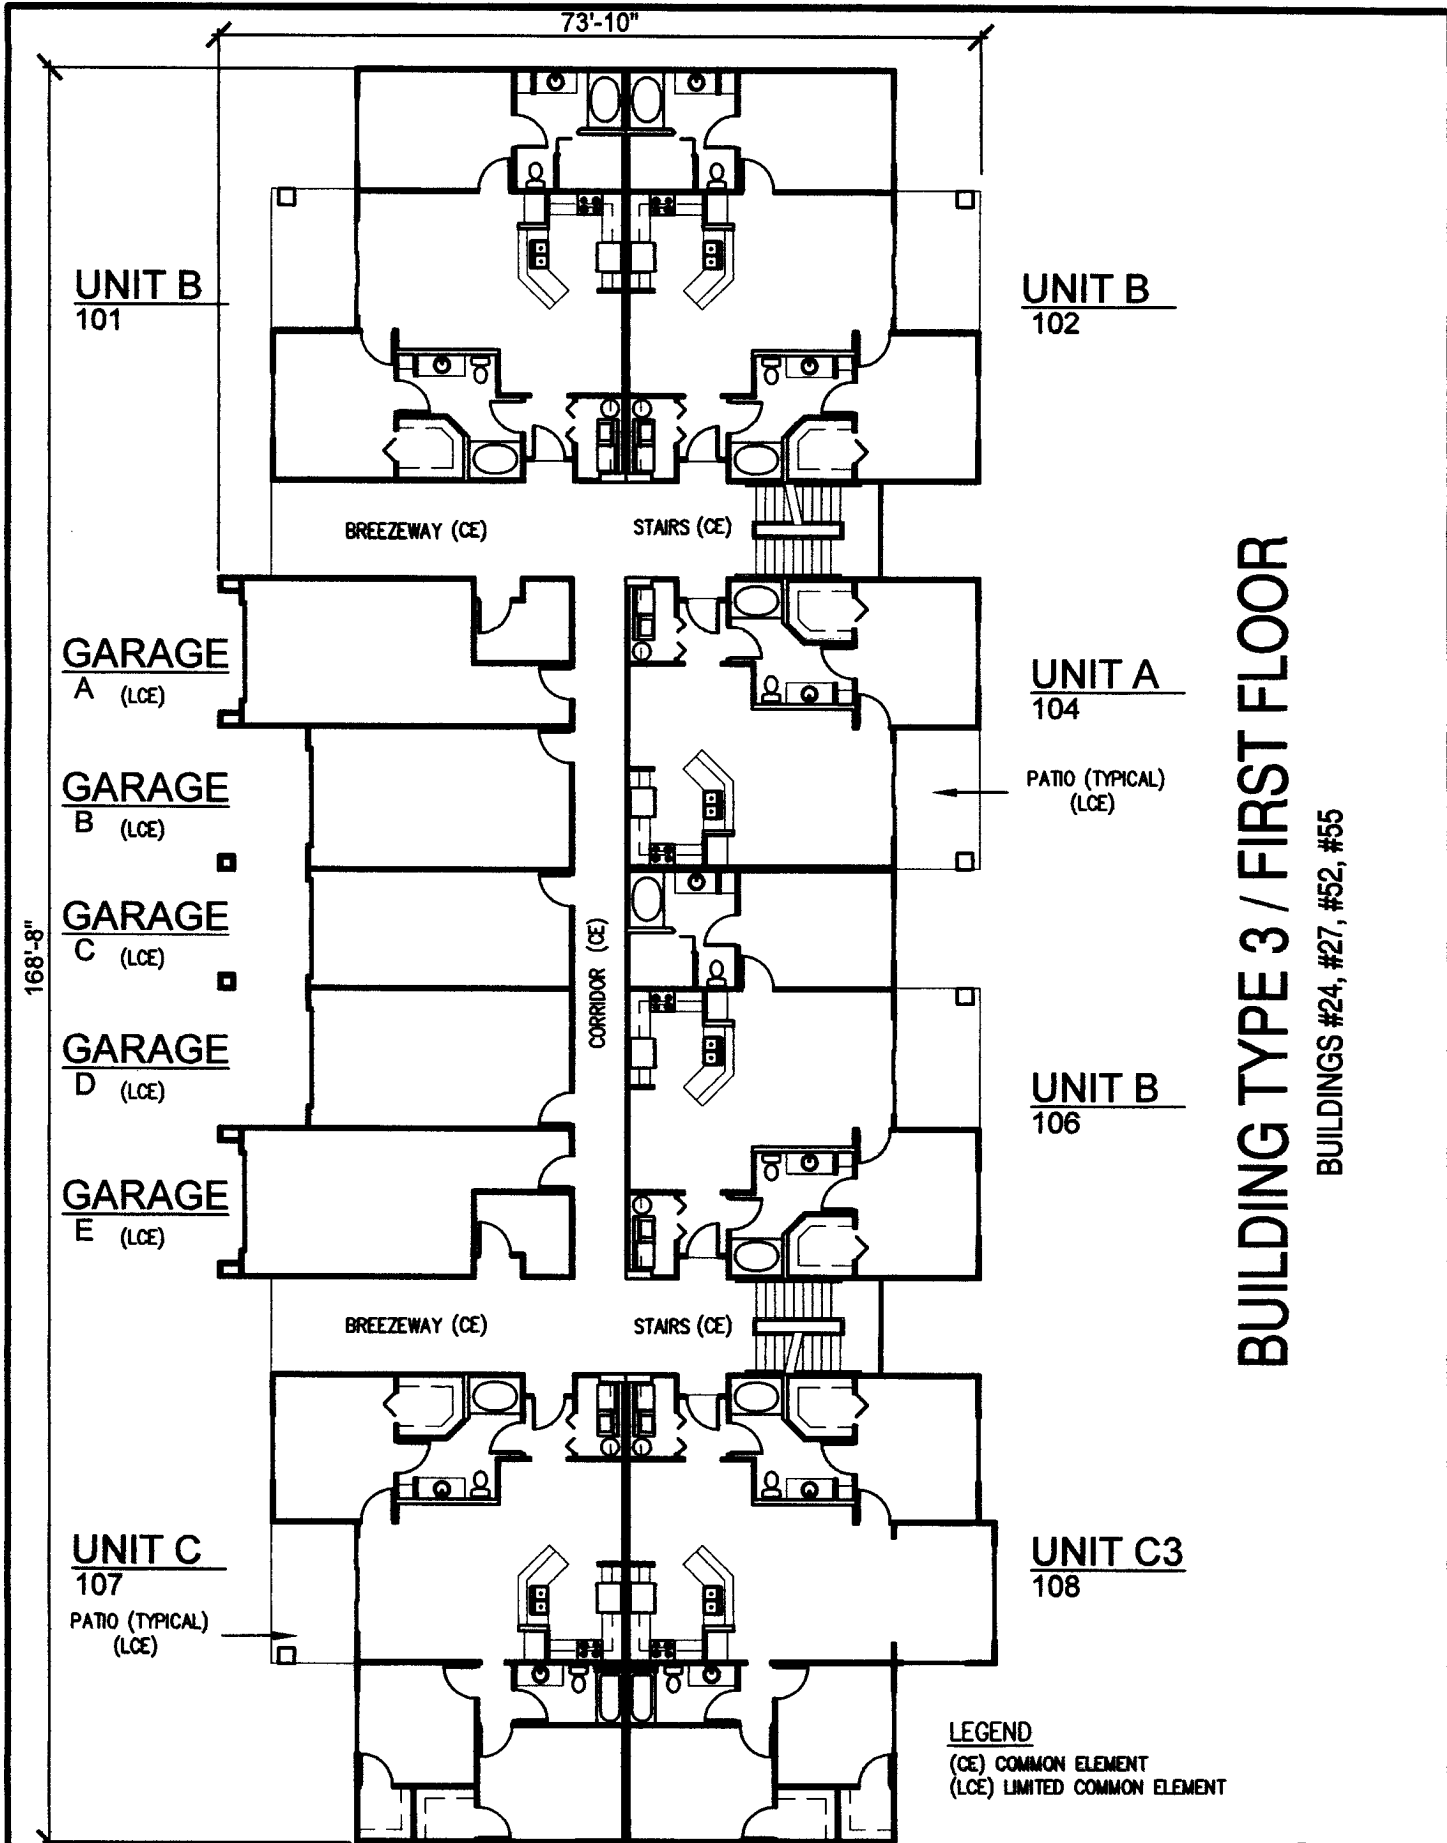 73'-10"
UNIT B
101
UNIT B
102
BREEZEWAY (CE)
STAIRS (CE)
GARAGE
A (LCE)
UNIT A
104
GARAGE
B (LCE)
PATIO (TYPICAL)
(LCE)
GARAGE
C (LCE)
168'-8"
CORRIDOR (CE)
GARAGE
D (LCE)
UNIT B
106
GARAGE
E (LCE)
BREEZEWAY (CE)
STAIRS (CE)
UNIT C
107
PATIO (TYPICAL)
(LCE)
UNIT C3
108
LEGEND
(CE) COMMON ELEMENT
(LCE) LIMITED COMMON ELEMENT
BUILDING TYPE 3 / FIRST FLOOR
BUILDINGS #24, #27, #52, #55